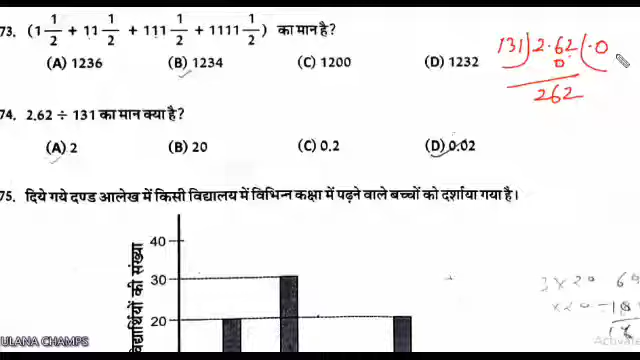 73. (1 1/2 + 11 1/2 + 111 1/2 + 1111 1/2) का मान है?
(A) 1236 (B) 1234 (C) 1200 (D) 1232
131)2.62(.0
0
262
74. 2.62 ÷ 131 का मान क्या है?
(A) 2 (B) 20 (C) 0.2 (D) 0.02
75. दिये गये दण्ड आलेख में किसी विद्यालय में विभिन्न कक्षा में पढ़ने वाले बच्चों को दर्शाया गया है।
विद्यार्थियों की संख्या
40
30
20
ULANA CHAMPS